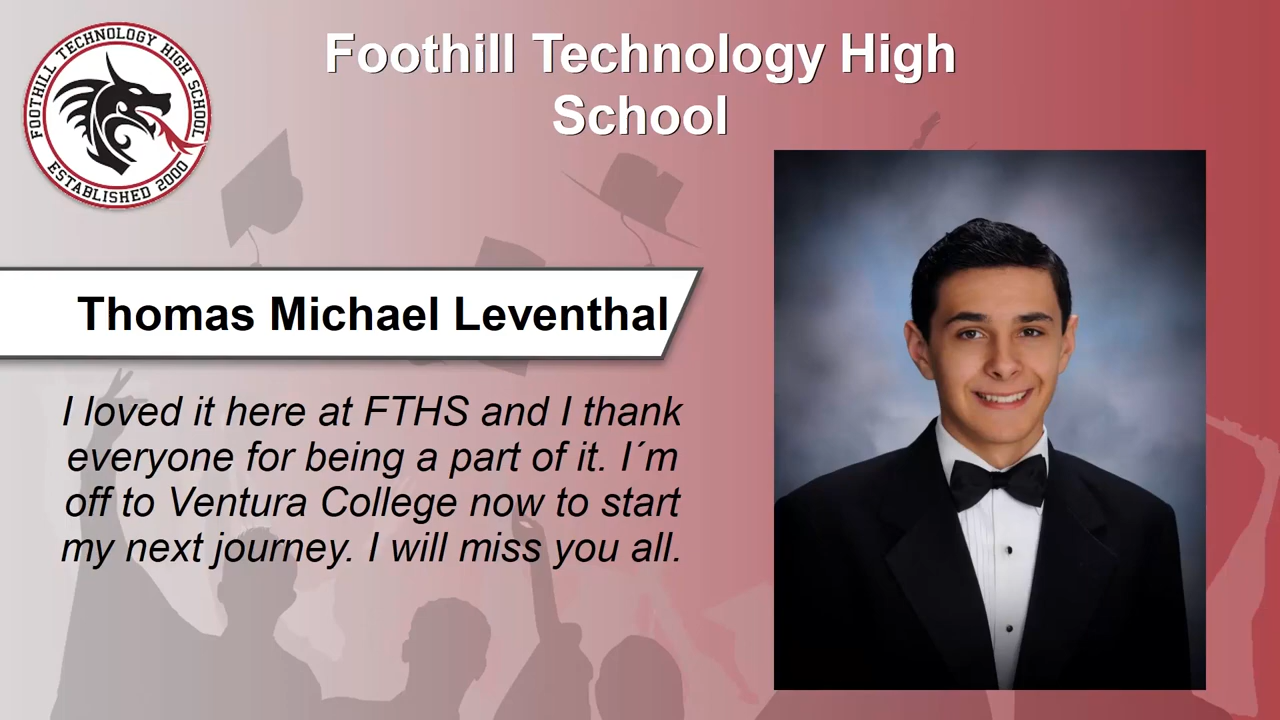 FOOTHILL TECHNOLOGY HIGH SCHOOL
ESTABLISHED 2000
Foothill Technology High
School
Thomas Michael Leventhal
I loved it here at FTHS and I thank
everyone for being a part of it. I´m
off to Ventura College now to start
my next journey. I will miss you all.